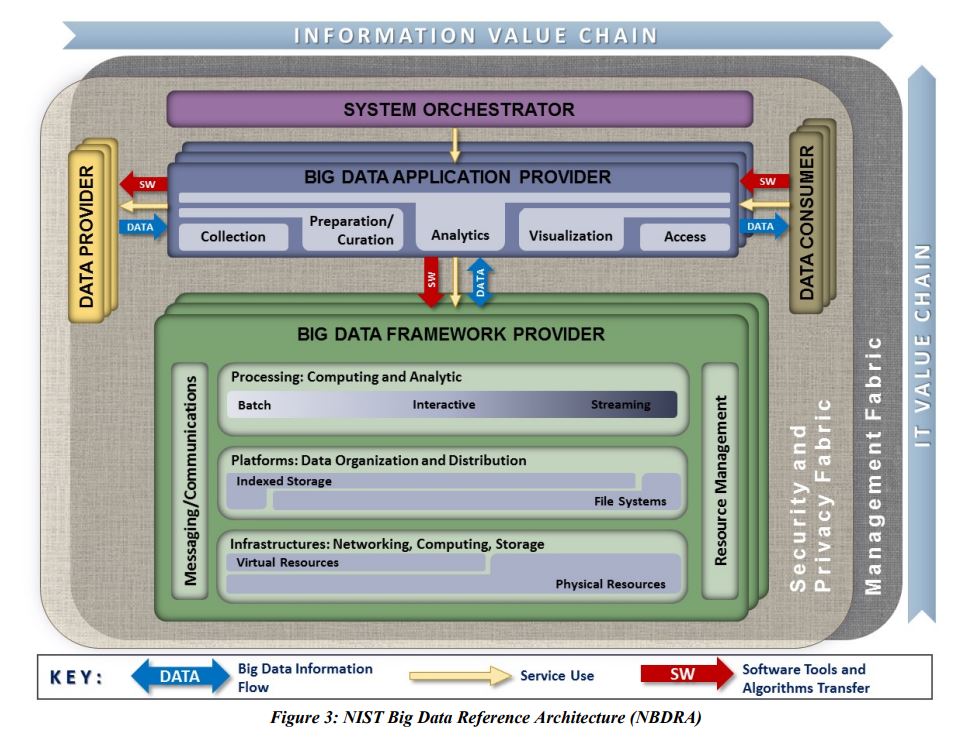 INFORMATION VALUE CHAIN
SYSTEM ORCHESTRATOR
BIG DATA APPLICATION PROVIDER
Collection
Preparation/
Curation
Analytics
Visualization
Access
DATA PROVIDER
SW
DATA
SW
DATA
DATA CONSUMER
SW
DATA
BIG DATA FRAMEWORK PROVIDER
Messaging/Communications
Processing: Computing and Analytic
Batch
Interactive
Streaming
Platforms: Data Organization and Distribution
Indexed Storage
File Systems
Infrastructures: Networking, Computing, Storage
Virtual Resources
Physical Resources
Resource Management
Security and
Privacy Fabric
Management Fabric
IT VALUE CHAIN
KEY:
DATA
Big Data Information
Flow
Service Use
SW
Software Tools and
Algorithms Transfer
Figure 3: NIST Big Data Reference Architecture (NBDRA)